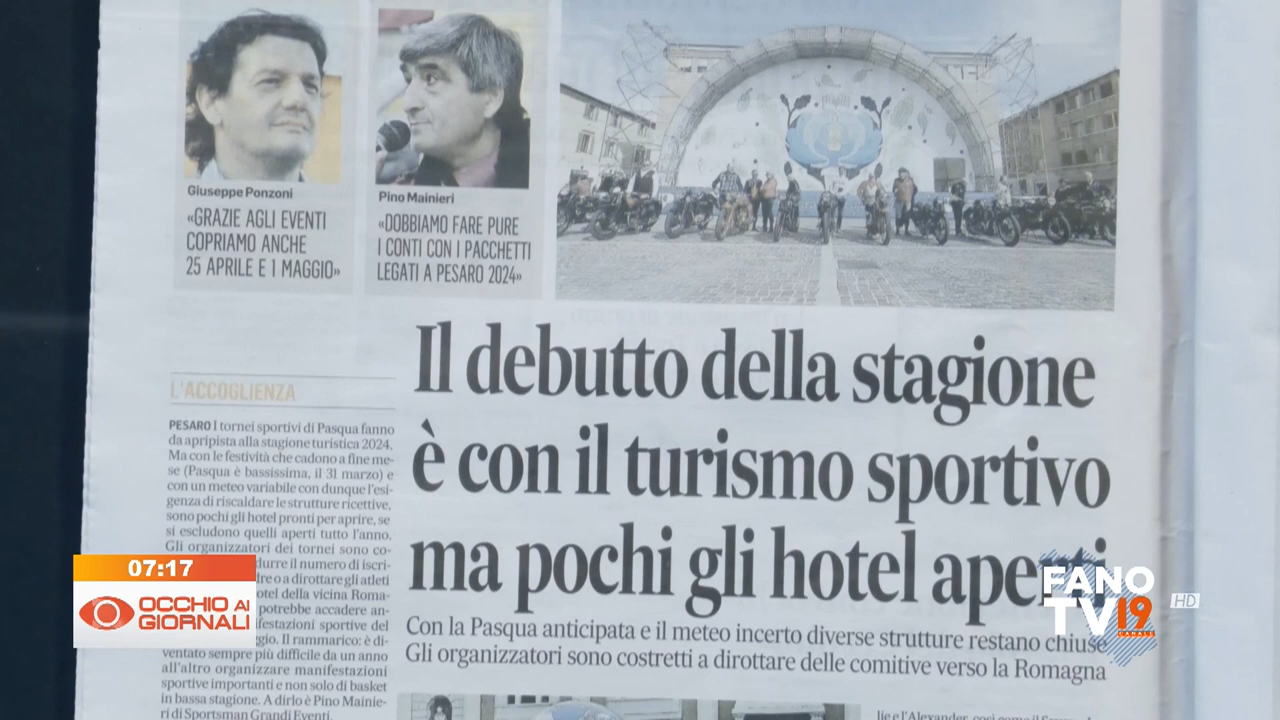 Giuseppe Ponzoni
«GRAZIE AGLI EVENTI
COPRIAMO ANCHE
25 APRILE E I MAGGIO»
Pino Mainieri
«DOBBIAMO FARE PURE
I CONTI CON I PACCHETTI
LEGATI A PESARO 2024»
Il debutto della stagione
è con il turismo sportivo
ma pochi gli hotel aperti
Con la Pasqua anticipata e il meteo incerto diverse strutture restano chiuse
Gli organizzatori sono costretti a dirottare delle comitive verso la Romagna
L'ACCOGLIENZA
PESARO I tornei sportivi di Pasqua fanno
da apripista alla stagione turistica 2024.
Ma con le festività che cadono a fine me-
se (Pasqua è bassissima, il 31 marzo) e
con un meteo variabile con dunque l'esi-
genza di riscaldare le strutture ricettive,
sono pochi gli hotel pronti per aprire, se
si escludono quelli aperti tutto l'anno.
Gli organizzatori dei tornei sono co-
durre il numero di iscri-
dre o a dirottare gli atleti
otel della vicina Roma-
potrebbe accadere an-
ifestazioni sportive del
ggio. Il rammarico: è di-
ventato sempre più difficile da un anno
all'altro organizzare manifestazioni
sportive importanti e non solo di basket
in bassa stagione. A dirlo è Pino Mainie-
ri di Sportsman Grandi Eventi.
lie e l'Alexander, così come il
07:17
OCCHIO AI
GIORNALI
FANO
TV19
CANALE
HD